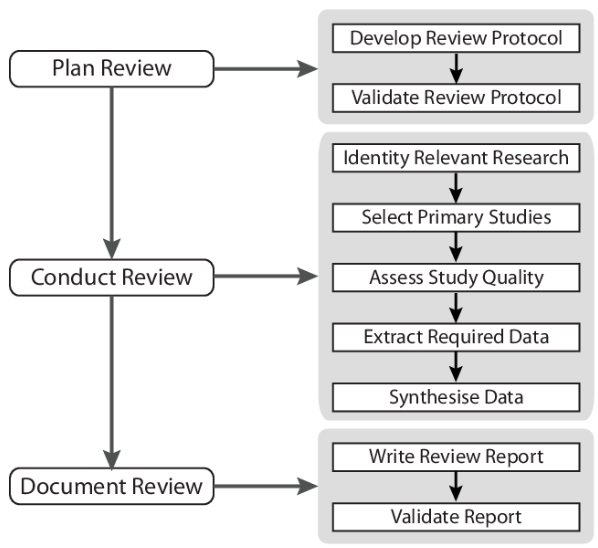 Plan Review
Develop Review Protocol
Validate Review Protocol
Conduct Review
Identity Relevant Research
Select Primary Studies
Assess Study Quality
Extract Required Data
Synthesise Data
Document Review
Write Review Report
Validate Report